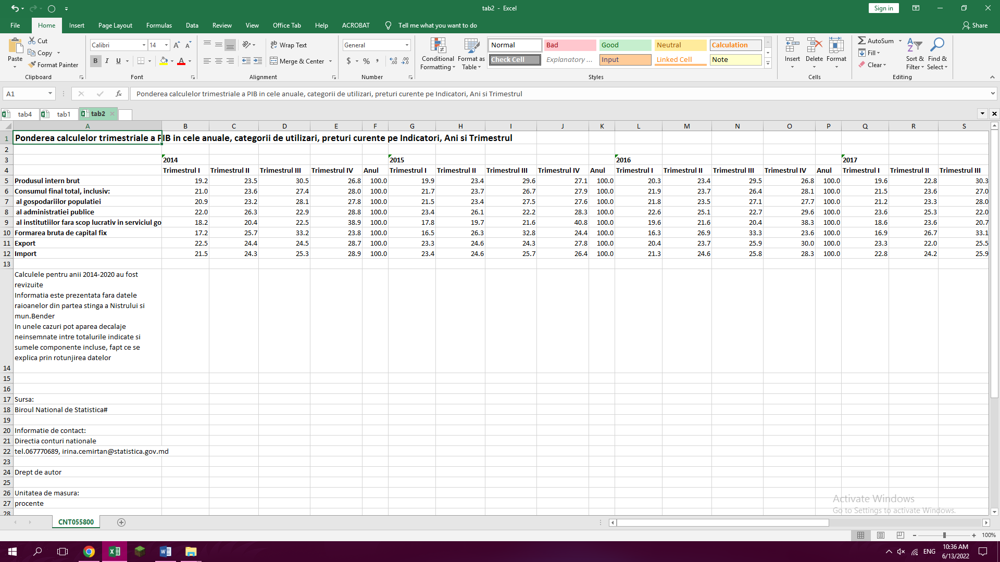 tab2 - Excel
Sign in
File Home Insert Page Layout Formulas Data Review View Office Tab Help ACROBAT Tell me what you want to do Share
Paste
Cut
Copy
Format Painter
Clipboard
Calibri 14 A A
B I U A
Font
Wrap Text
Merge & Center
Alignment
General
$ % ,
Number
Conditional Formatting
Format as Table
Normal Bad Good Neutral Calculation
Check Cell Explanatory ... Input Linked Cell Note
Styles
Insert Delete Format
Cells
AutoSum
Fill
Clear
Sort & Filter
Find & Select
Editing
A1 fx Ponderea calculelor trimestriale a PIB in cele anuale, categorii de utilizari, preturi curente pe Indicatori, Ani si Trimestrul
tab4 tab1 tab2
A B C D E F G H I J K L M N O P Q R S
1 Ponderea calculelor trimestriale a PIB in cele anuale, categorii de utilizari, preturi curente pe Indicatori, Ani si Trimestrul
2
3 2014 2015 2016 2017
4 Trimestrul I Trimestrul II Trimestrul III Trimestrul IV Anul Trimestrul I Trimestrul II Trimestrul III Trimestrul IV Anul Trimestrul I Trimestrul II Trimestrul III Trimestrul IV Anul Trimestrul I Trimestrul II Trimestrul III
5 Produsul intern brut 19.2 23.5 30.5 26.8 100.0 19.9 23.4 29.6 27.1 100.0 20.3 23.4 29.5 26.8 100.0 19.6 22.8 30.3
6 Consumul final total, inclusiv: 21.0 23.6 27.4 28.0 100.0 21.7 23.7 26.7 27.9 100.0 21.9 23.7 26.4 28.1 100.0 21.5 23.6 27.0
7 al gospodariilor populatiei 20.9 23.2 28.1 27.8 100.0 21.5 23.4 27.5 27.6 100.0 21.8 23.5 27.1 27.7 100.0 21.2 23.3 28.0
8 al administratiei publice 22.0 26.3 22.9 28.8 100.0 23.4 26.1 22.2 28.3 100.0 22.6 25.1 22.7 29.6 100.0 23.6 25.3 22.0
9 al institutiilor fara scop lucrativ in serviciul go 18.2 20.4 22.5 38.9 100.0 17.8 19.7 21.6 40.8 100.0 19.6 21.6 20.4 38.3 100.0 18.6 23.6 20.7
10 Formarea bruta de capital fix 17.2 25.7 33.2 23.8 100.0 16.5 26.3 32.8 24.4 100.0 16.3 26.9 33.3 23.6 100.0 16.9 26.7 33.1
11 Export 22.5 24.4 24.5 28.7 100.0 23.3 24.6 24.3 27.8 100.0 20.4 23.7 25.9 30.0 100.0 23.3 22.0 25.5
12 Import 21.5 24.3 25.3 28.9 100.0 23.4 24.6 25.7 26.4 100.0 21.3 24.6 25.8 28.3 100.0 22.8 24.2 25.9
13
Calculele pentru anii 2014-2020 au fost
revizuite
Informatia este prezentata fara datele
raioanelor din partea stinga a Nistrului si
mun.Bender
In unele cazuri pot aparea decalaje
neinsemnate intre totalurile indicate si
sumele componente incluse, fapt ce se
explica prin rotunjirea datelor
14
15
16
17 Sursa:
18 Biroul National de Statistica#
19
20 Informatie de contact:
21 Directia conturi nationale
22 tel.067770689, irina.cemirtan@statistica.gov.md
23
24 Drept de autor
25
26 Unitatea de masura:
27 procente
28
Activate Windows
Go to Settings to activate Windows.
CNT055800
100%
ENG
10:36 AM
6/13/2022